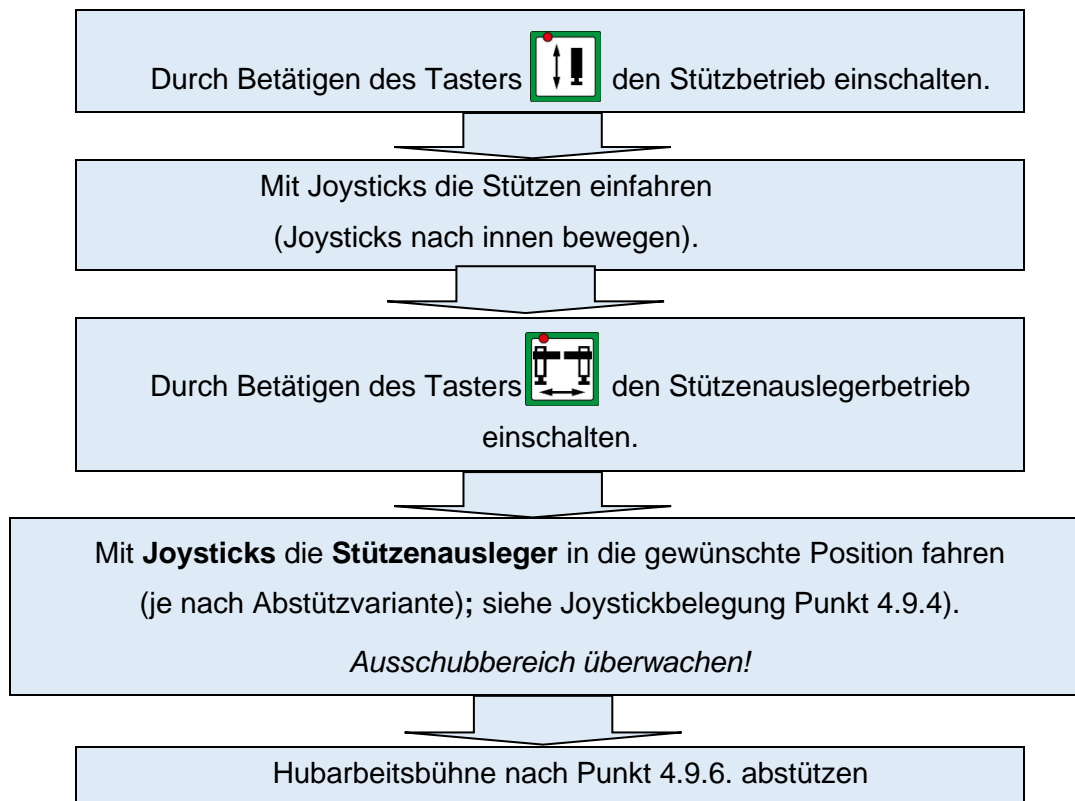 Durch Betätigen des Tasters den Stützbetrieb einschalten.
Mit Joysticks die Stützen einfahren
(Joysticks nach innen bewegen).
Durch Betätigen des Tasters den Stützenauslegerbetrieb
einschalten.
Mit Joysticks die Stützenausleger in die gewünschte Position fahren
(je nach Abstützvariante); siehe Joystickbelegung Punkt 4.9.4).
Ausschubbereich überwachen!
Hubarbeitsbühne nach Punkt 4.9.6. abstützen